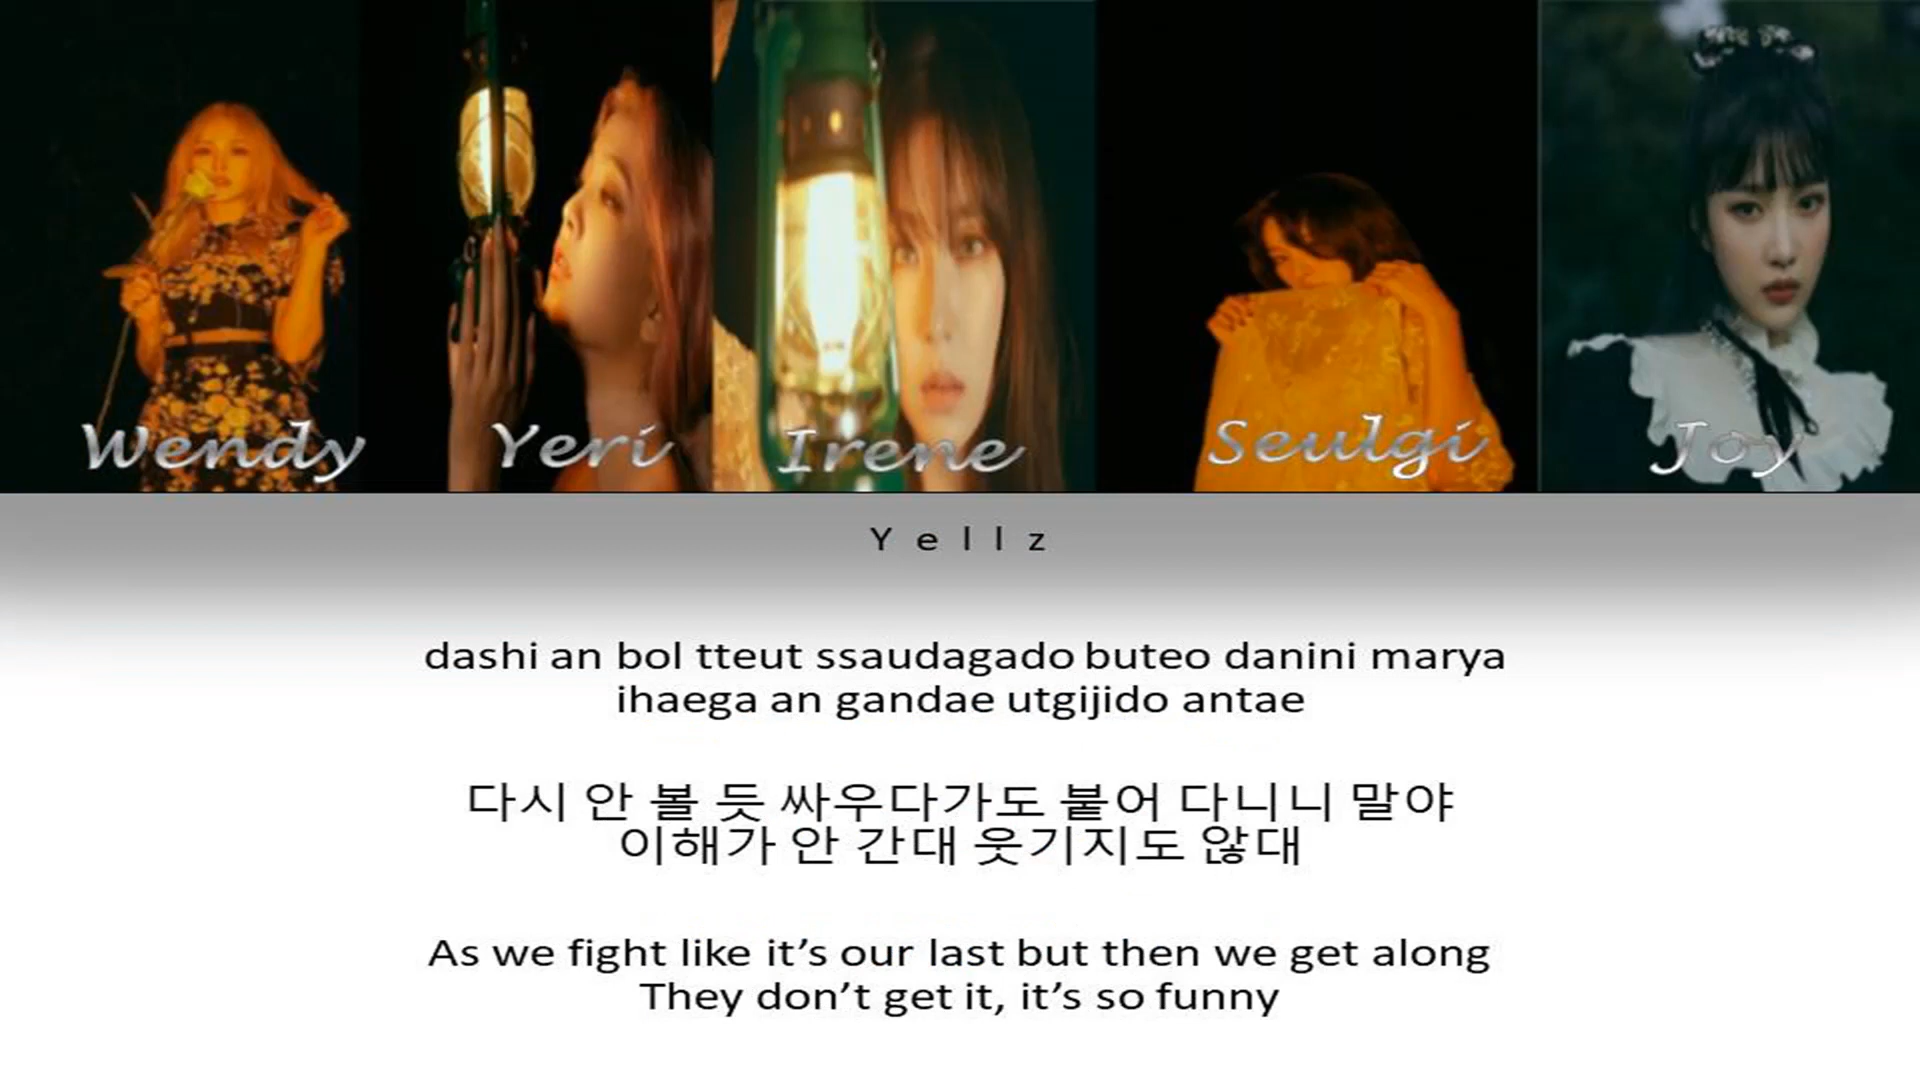 Wendy Yeri Irene Seulgi Joy
Yellz
dashi an bol tteut ssaudagado buteo danini marya
ihaega an gandae utgijido antae
다시 안 볼 듯 싸우다가도 붙어 다니니 말야
이해가 안 간대 웃기지도 않대
As we fight like it’s our last but then we get along
They don’t get it, it’s so funny